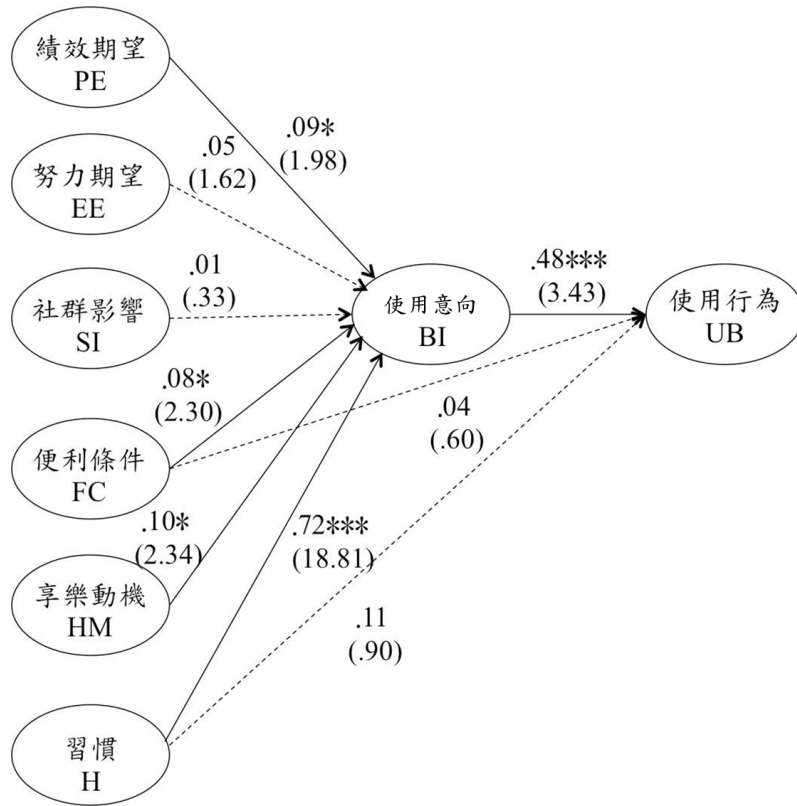 績效期望
PE
.09*
(1.98)
.05
(1.62)
努力期望
EE
.01
(.33)
社群影響
SI
使用意向
BI
.48***
(3.43)
使用行為
UB
.08*
(2.30)
.04
(.60)
便利條件
FC
.10*
(2.34)
.72***
(18.81)
享樂動機
HM
.11
(.90)
習慣
H